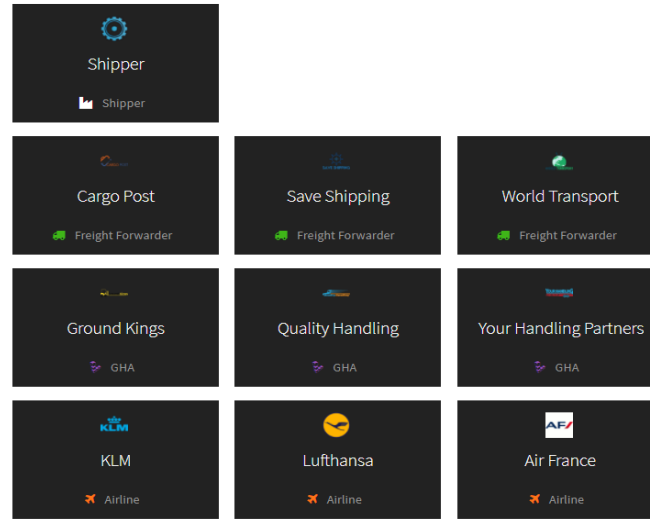 Shipper
Shipper
Cargo Post Save Shipping World Transport
Freight Forwarder Freight Forwarder Freight Forwarder
Ground Kings Quality Handling Your Handling Partners
GHA GHA GHA
KLM
AF/
KLM Lufthansa Air France
Airline Airline Airline